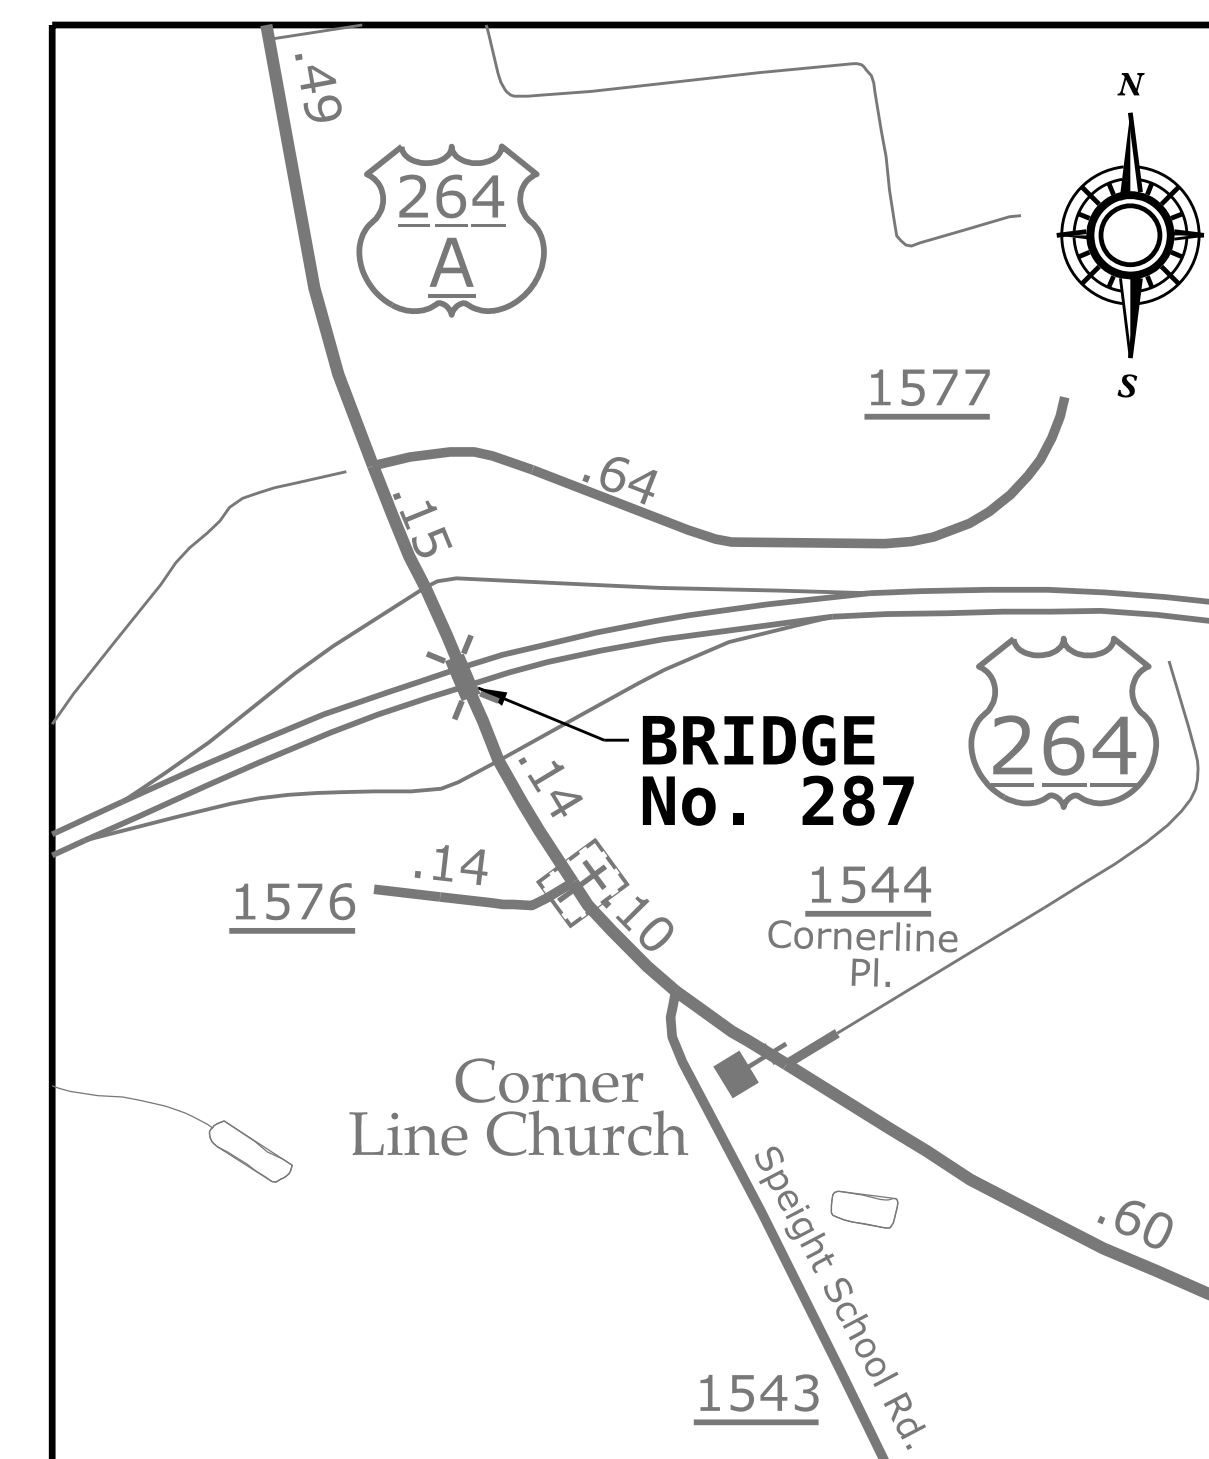 .49
N
264
A
S
1577
.64
.15
BRIDGE
No. 287
264
.14
.14
1576
.10
1544
Cornerline
Pl.
Corner
Line Church
Speight School Rd.
.60
1543